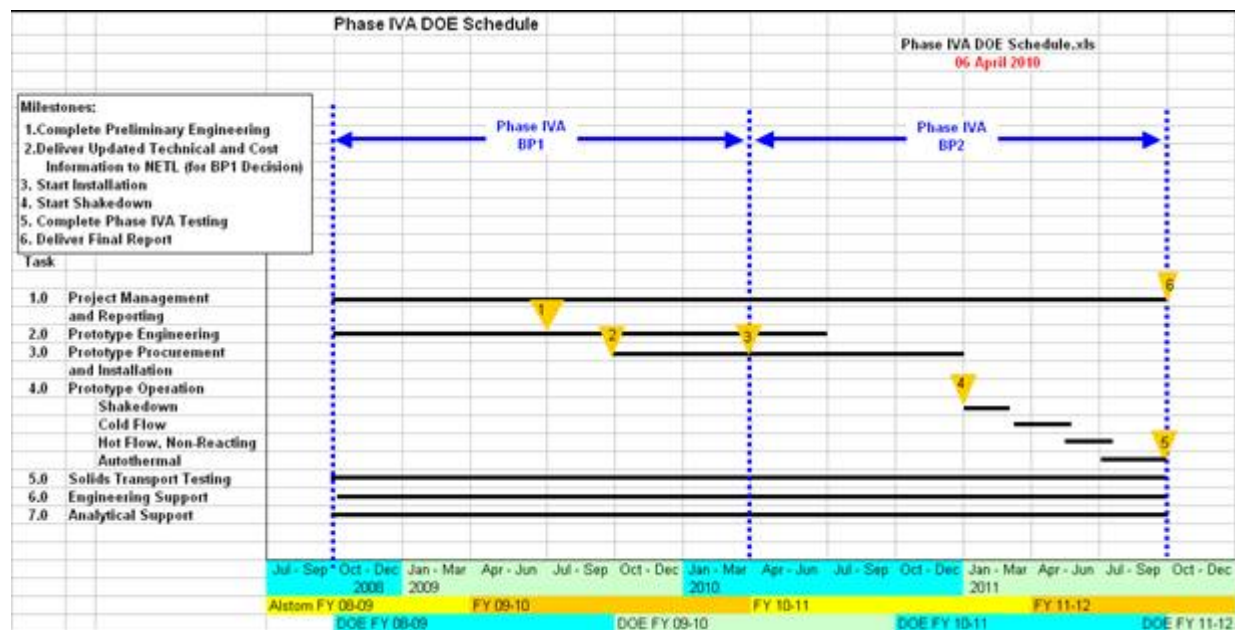 Phase IVA DOE Schedule
Phase IVA DOE Schedule.xls
06 April 2010
Milestones:
1.Complete Preliminary Engineering
2.Deliver Updated Technical and Cost
Information to NETL (for BP1 Decision)
3. Start Installation
4. Start Shakedown
5. Complete Phase IVA Testing
6. Deliver Final Report
Phase IVA
BP1
Phase IVA
BP2
Task
6
1.0 Project Management
and Reporting
1
2.0 Prototype Engineering
2
3
3.0 Prototype Procurement
and Installation
4.0 Prototype Operation
4
Shakedown
Cold Flow
Hot Flow, Non-Reacting
5
Autothermal
5.0 Solids Transport Testing
6.0 Engineering Support
7.0 Analytical Support
Jul - Sep Oct - Dec Jan - Mar Apr - Jun Jul - Sep Oct - Dec Jan - Mar Apr - Jun Jul - Sep Oct - Dec Jan - Mar Apr - Jun Jul - Sep Oct - Dec
2008 2009 2010 2011
Alstom FY 08-09 FY 09-10 FY 10-11 FY 11-12
DOE FY 08-09 DOE FY 09-10 DOE FY 10-11 DOE FY 11-12